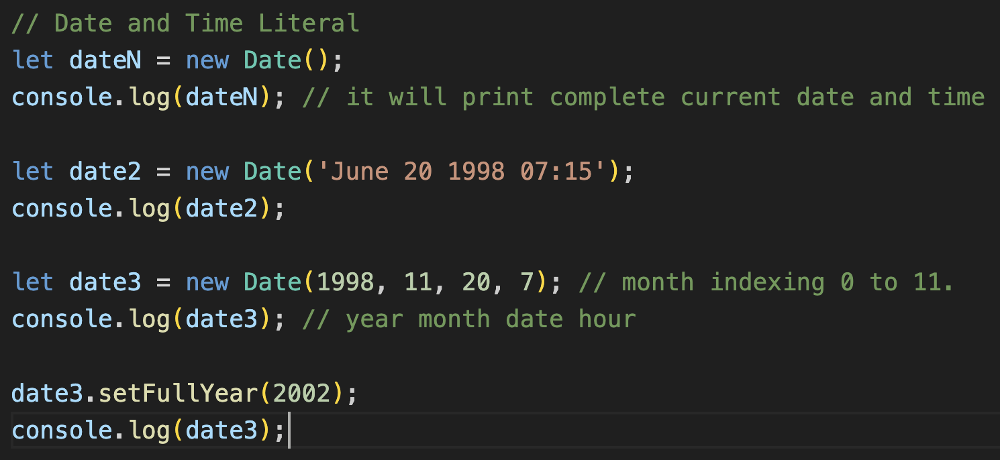 // Date and Time Literal
let dateN = new Date();
console.log(dateN); // it will print complete current date and time
let date2 = new Date('June 20 1998 07:15');
console.log(date2);
let date3 = new Date(1998, 11, 20, 7); // month indexing 0 to 11.
console.log(date3); // year month date hour
date3.setFullYear(2002);
console.log(date3);